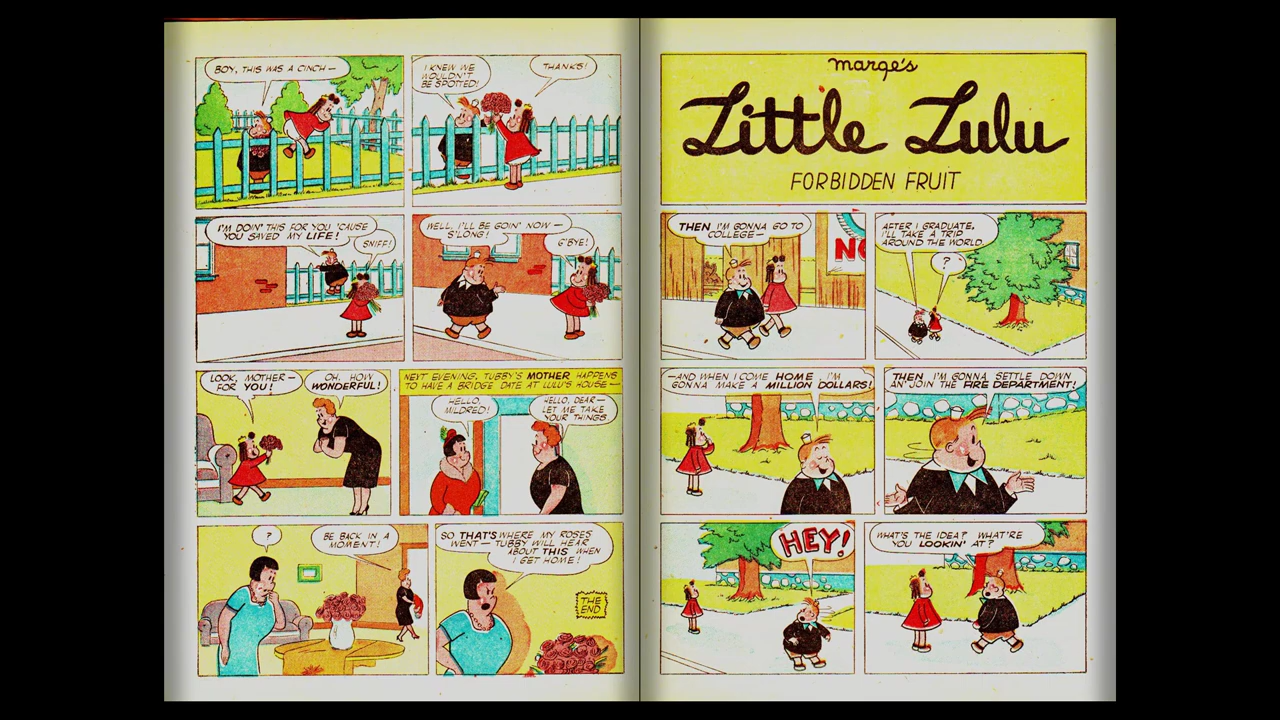 BOY, THIS WAS A CINCH—
I KNEW WE
WOULDN'T
BE SPOTTED!
THANKS!
I'M DOIN' THIS FOR YOU 'CAUSE
YOU SAVED MY LIFE!
SNIFF!
WELL, I'LL BE GOIN' NOW—
S'LONG!
G'BYE!
LOOK, MOTHER—
FOR YOU!
OH, HOW
WONDERFUL!
NEXT EVENING, TUBBY'S MOTHER HAPPENS
TO HAVE A BRIDGE DATE AT LULU'S HOUSE—
HELLO,
MILDRED!
HELLO, DEAR—
LET ME TAKE
YOUR THINGS.
?
BE BACK IN A
MOMENT!
SO THAT'S WHERE MY ROSES
WENT—TUBBY WILL HEAR
ABOUT THIS WHEN
I GET HOME!
THE
END
marge's
Little Lulu
FORBIDDEN FRUIT
THEN I'M GONNA GO TO
COLLEGE—
NO
AFTER I GRADUATE,
I'LL TAKE A TRIP
AROUND THE WORLD.
?
—AND WHEN I COME HOME I'M
GONNA MAKE A MILLION DOLLARS!
THEN I'M GONNA SETTLE DOWN
AN' JOIN THE FIRE DEPARTMENT!
HEY!
WHAT'S THE IDEA? WHAT'RE
YOU LOOKIN' AT?